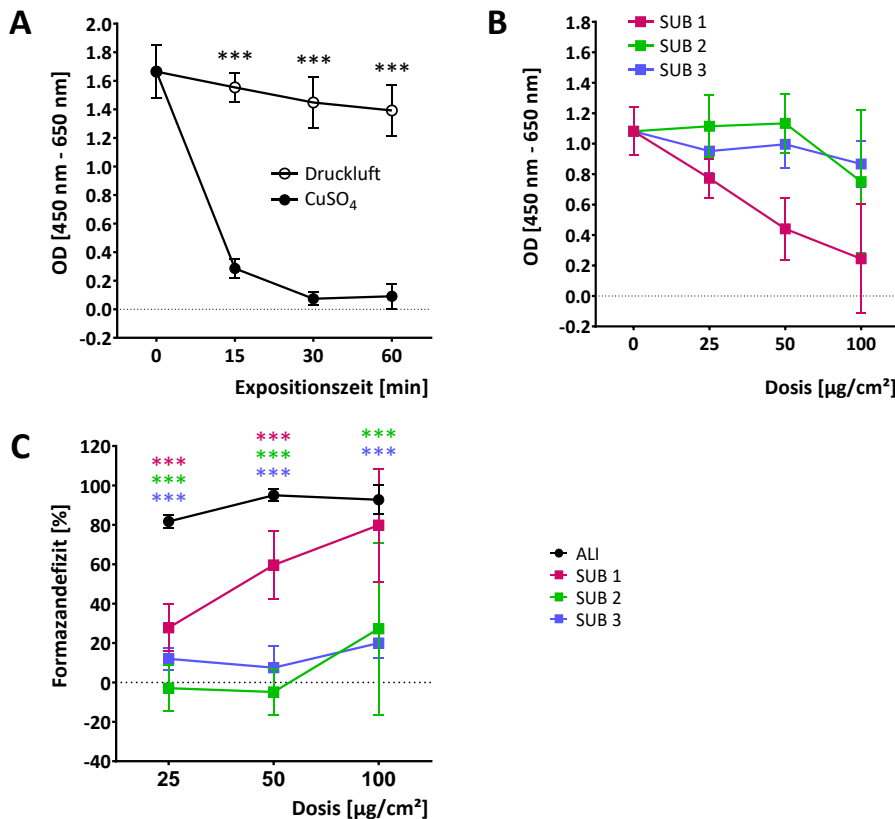 A
OD [450 nm - 650 nm]
2.0
1.8
1.6
1.4
1.2
1.0
0.8
0.6
0.4
0.2
0.0
-0.2
*** *** ***
Druckluft
CuSO₄
0 15 30 60
Expositionszeit [min]
B
SUB 1
SUB 2
SUB 3
OD [450 nm - 650 nm]
1.8
1.6
1.4
1.2
1.0
0.8
0.6
0.4
0.2
0.0
-0.2
0 25 50 100
Dosis [µg/cm²]
C
Formazandefizit [%]
120
100
80
60
40
20
0
-20
-40
*** *** ***
*** *** ***
*** ***
25 50 100
Dosis [µg/cm²]
ALI
SUB 1
SUB 2
SUB 3